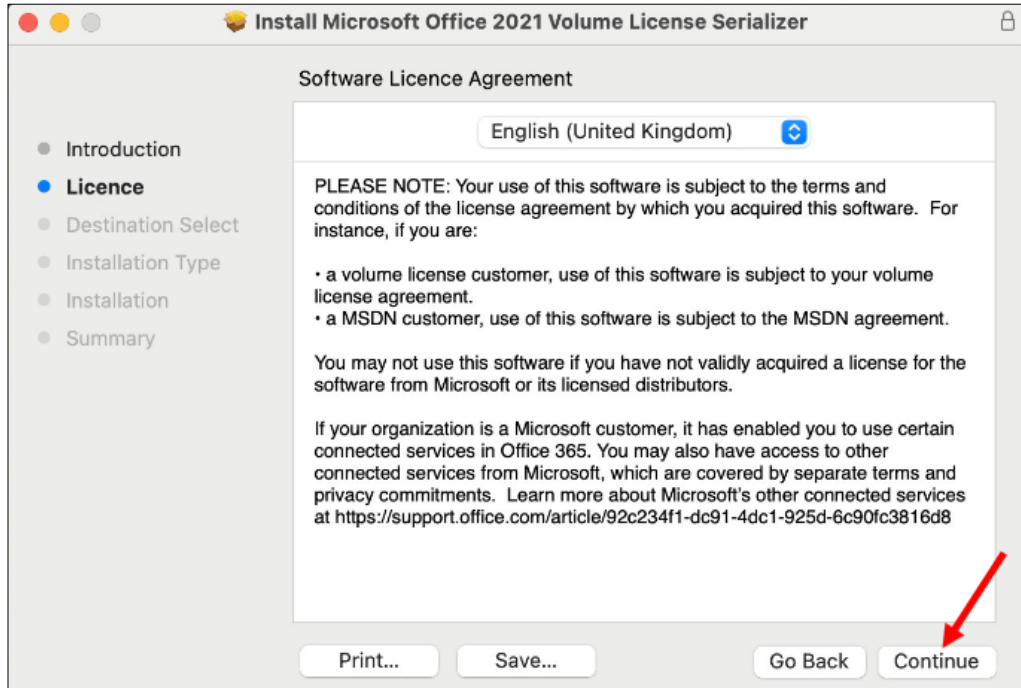 Install Microsoft Office 2021 Volume License Serializer
Software Licence Agreement
Introduction
Licence
Destination Select
Installation Type
Installation
Summary
English (United Kingdom)
PLEASE NOTE: Your use of this software is subject to the terms and
conditions of the license agreement by which you acquired this software.  For
instance, if you are:
• a volume license customer, use of this software is subject to your volume
license agreement.
• a MSDN customer, use of this software is subject to the MSDN agreement.
You may not use this software if you have not validly acquired a license for the
software from Microsoft or its licensed distributors.
If your organization is a Microsoft customer, it has enabled you to use certain
connected services in Office 365. You may also have access to other
connected services from Microsoft, which are covered by separate terms and
privacy commitments.  Learn more about Microsoft's other connected services
at https://support.office.com/article/92c234f1-dc91-4dc1-925d-6c90fc3816d8
Print...
Save...
Go Back
Continue